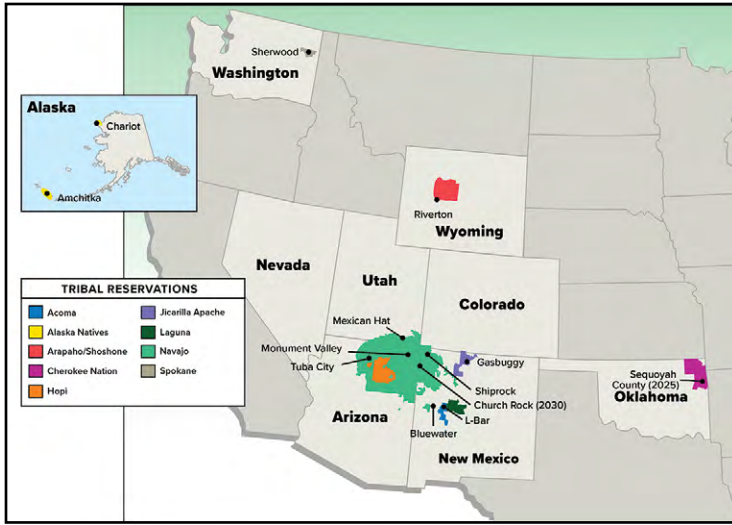 Sherwood
Washington
Alaska
Chariot
Amchitka
Riverton
Wyoming
Nevada
Utah
Colorado
TRIBAL RESERVATIONS
Acoma
Alaska Natives
Arapaho/Shoshone
Cherokee Nation
Hopi
Jicarilla Apache
Laguna
Navajo
Spokane
Mexican Hat
Monument Valley
Tuba City
Gasbuggy
Shiprock
Church Rock (2030)
L-Bar
Bluewater
Arizona
New Mexico
Sequoyah
County (2025)
Oklahoma